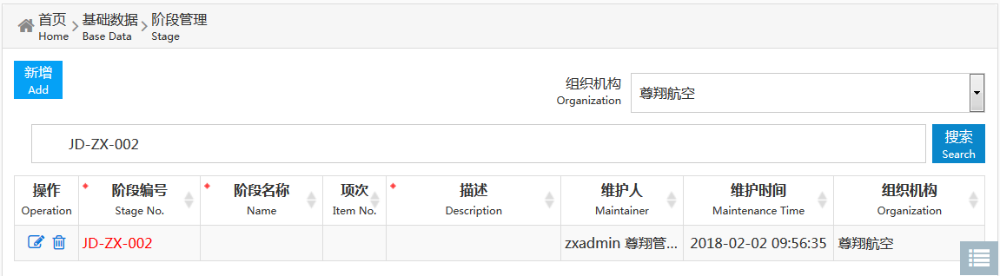 首页 基础数据 阶段管理
Home Base Data Stage
新增
Add
组织机构
Organization
尊翔航空
JD-ZX-002
搜索
Search
操作 阶段编号 阶段名称 项次 描述 维护人 维护时间 组织机构
Operation Stage No. Name Item No. Description Maintainer Maintenance Time Organization
JD-ZX-002 zxadmin 尊翔管... 2018-02-02 09:56:35 尊翔航空